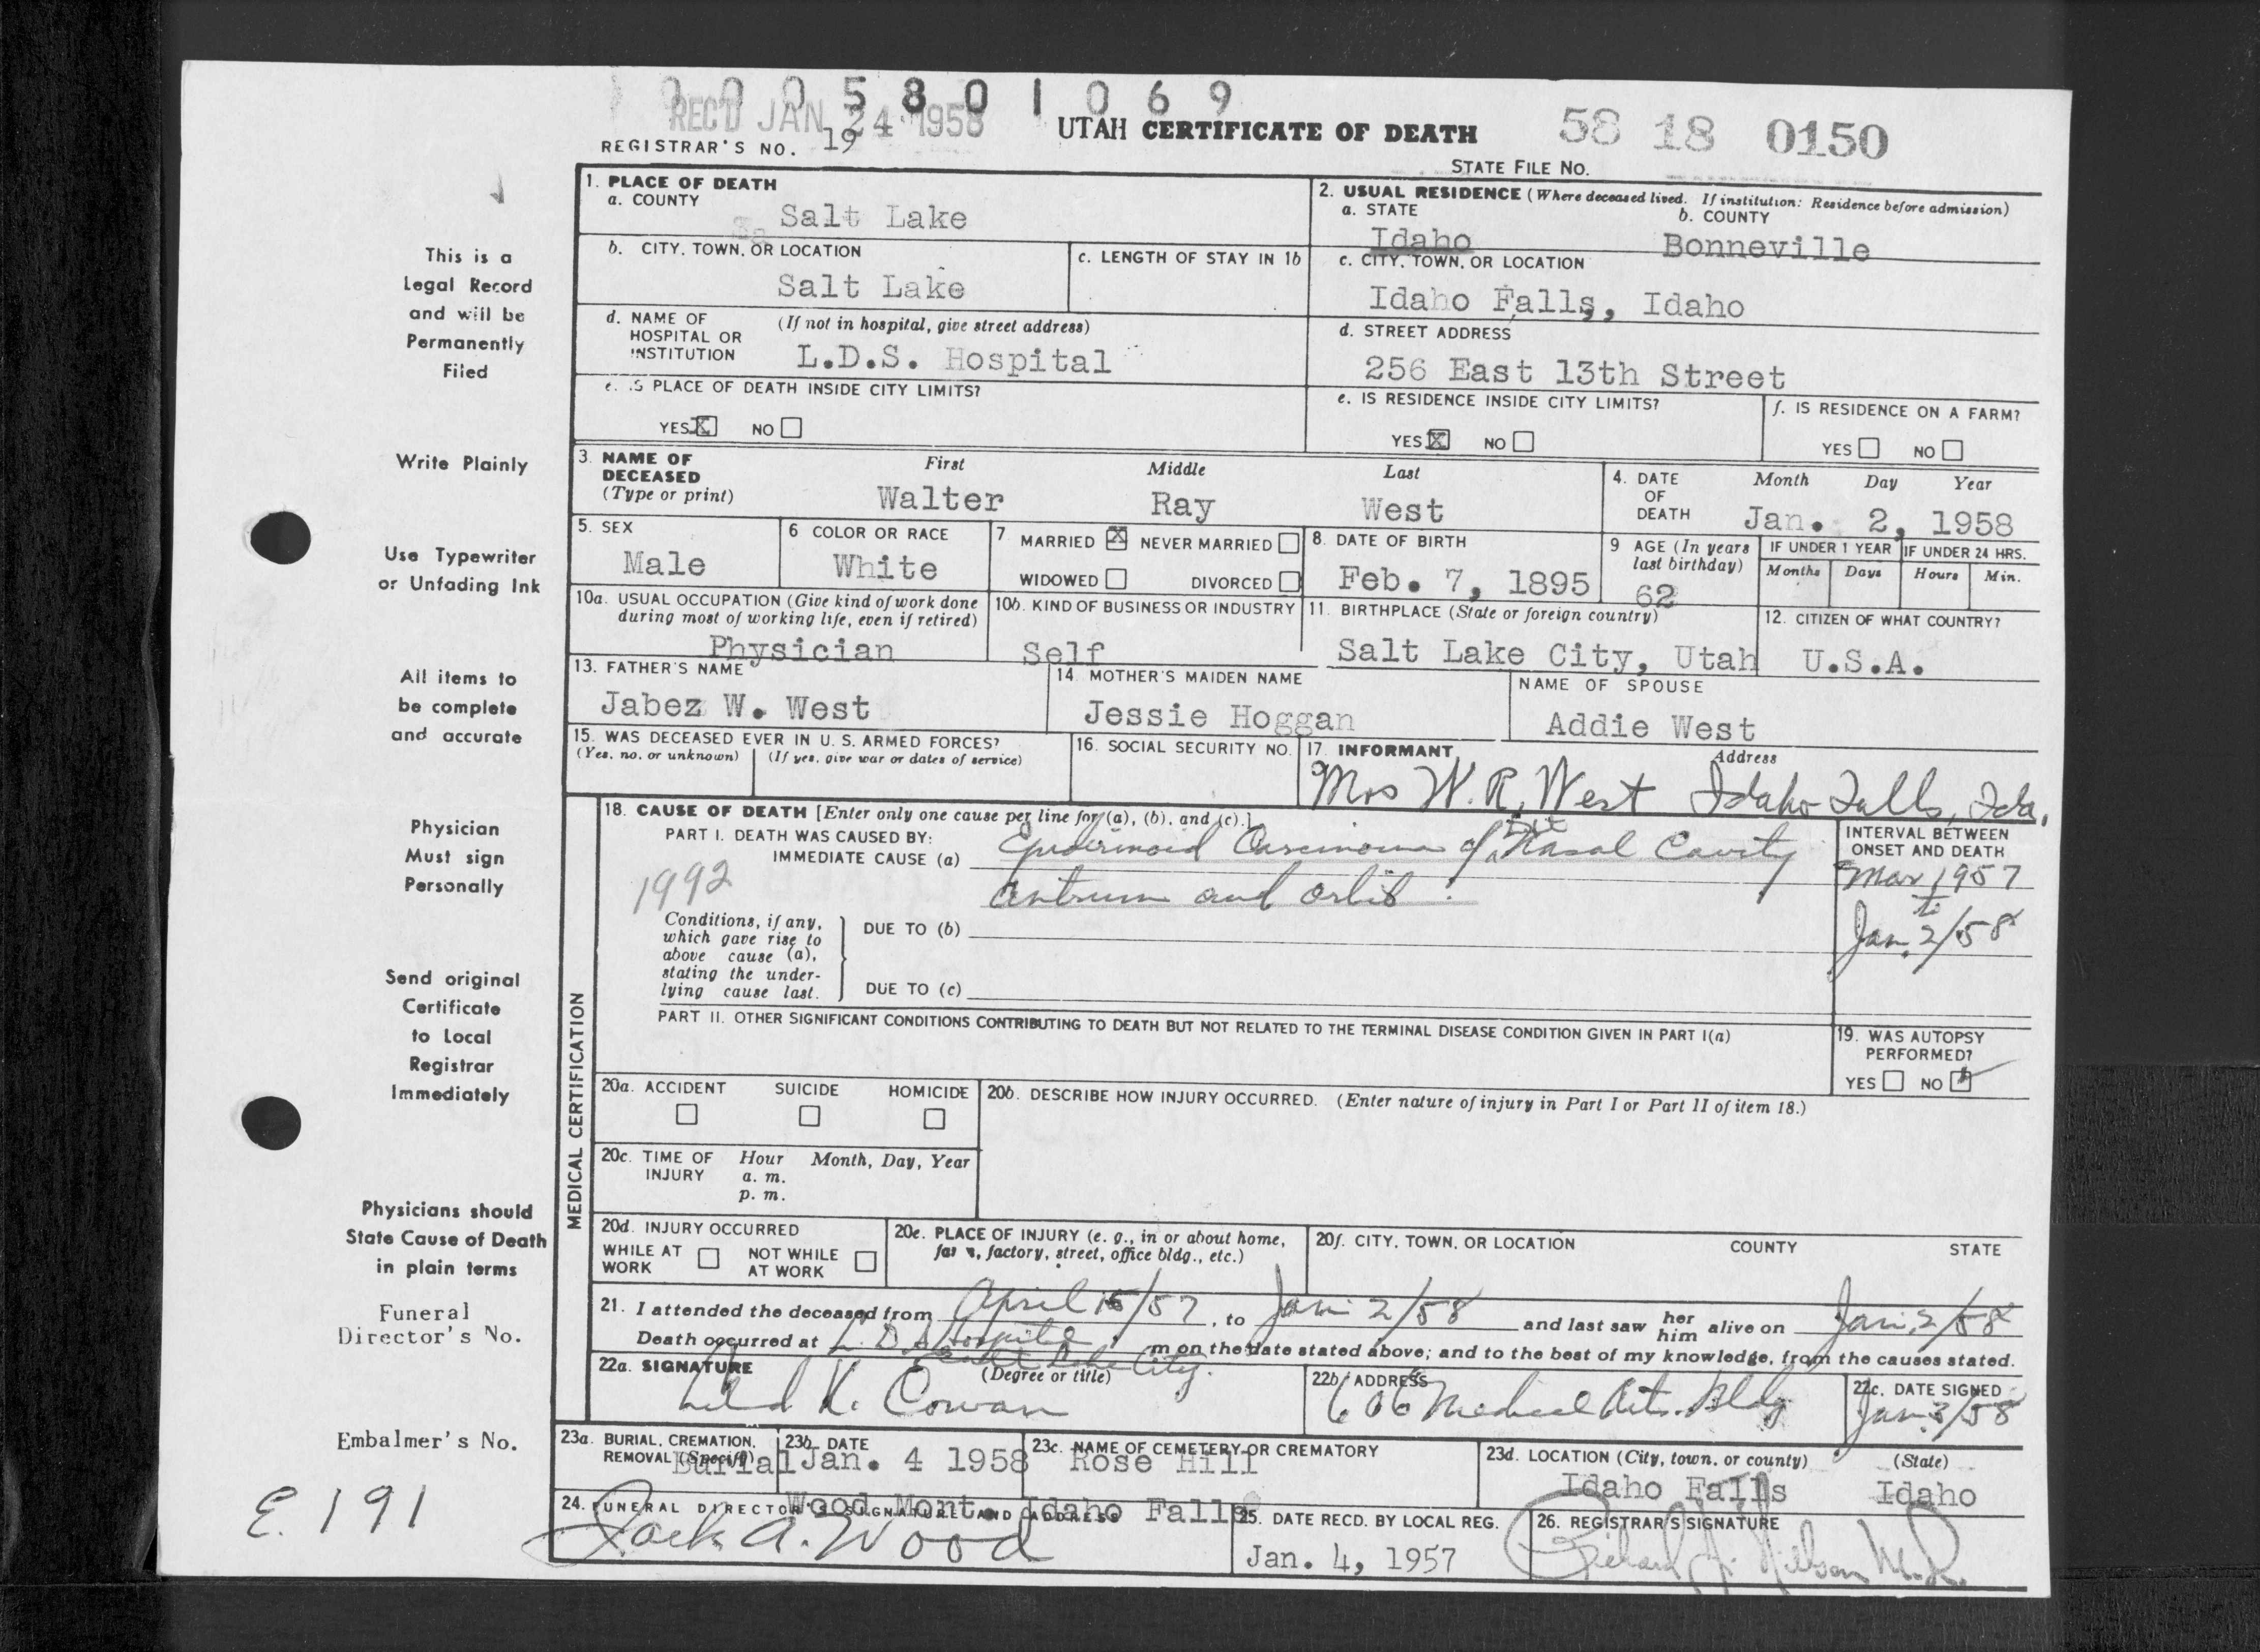 0 0 0 5 8 0 1 0 6 9
REC'D JAN 24 1958
REGISTRAR'S NO. 19
UTAH CERTIFICATE OF DEATH
58 18 0150
STATE FILE NO.
This is a
Legal Record
and will be
Permanently
Filed
Write Plainly
Use Typewriter
or Unfading Ink
All items to
be complete
and accurate
Physician
Must sign
Personally
Send original
Certificate
to Local
Registrar
Immediately
Physicians should
State Cause of Death
in plain terms
Funeral
Director's No.
Embalmer's No.
E. 191
1. PLACE OF DEATH
a. COUNTY
Salt Lake
2. USUAL RESIDENCE (Where deceased lived. If institution: Residence before admission)
a. STATE b. COUNTY
Idaho Bonneville
b. CITY, TOWN, OR LOCATION
Salt Lake
c. LENGTH OF STAY IN 1b
c. CITY, TOWN, OR LOCATION
Idaho Falls, Idaho
d. NAME OF (If not in hospital, give street address)
HOSPITAL OR
INSTITUTION L.D.S. Hospital
d. STREET ADDRESS
256 East 13th Street
e. IS PLACE OF DEATH INSIDE CITY LIMITS?
YES X NO
e. IS RESIDENCE INSIDE CITY LIMITS?
YES X NO
f. IS RESIDENCE ON A FARM?
YES NO
3. NAME OF First Middle Last
DECEASED
(Type or print) Walter Ray West
4. DATE Month Day Year
OF
DEATH Jan. 2, 1958
5. SEX
Male
6 COLOR OR RACE
White
7 MARRIED X NEVER MARRIED
WIDOWED DIVORCED
8. DATE OF BIRTH
Feb. 7, 1895
9 AGE (In years
last birthday)
62
IF UNDER 1 YEAR IF UNDER 24 HRS.
Months Days Hours Min.
10a. USUAL OCCUPATION (Give kind of work done
during most of working life, even if retired)
Physician
10b. KIND OF BUSINESS OR INDUSTRY
Self
11. BIRTHPLACE (State or foreign country)
Salt Lake City, Utah
12. CITIZEN OF WHAT COUNTRY?
U.S.A.
13. FATHER'S NAME
Jabez W. West
14. MOTHER'S MAIDEN NAME
Jessie Hoggan
NAME OF SPOUSE
Addie West
15. WAS DECEASED EVER IN U. S. ARMED FORCES?
(Yes, no, or unknown) (If yes, give war or dates of service)
16. SOCIAL SECURITY NO.
17. INFORMANT Address
Mrs W. R. West Idaho Falls, Ida.
MEDICAL CERTIFICATION
18. CAUSE OF DEATH [Enter only one cause per line for (a), (b), and (c).]
PART I. DEATH WAS CAUSED BY:
IMMEDIATE CAUSE (a) Epidermoid Carcinoma of Nasal Cavity
1992 antrum and orbit.
Conditions, if any,
which gave rise to
above cause (a),
stating the under-
lying cause last.
DUE TO (b)
DUE TO (c)
INTERVAL BETWEEN
ONSET AND DEATH
Mar 1957
to
Jan. 2/58
PART II. OTHER SIGNIFICANT CONDITIONS CONTRIBUTING TO DEATH BUT NOT RELATED TO THE TERMINAL DISEASE CONDITION GIVEN IN PART I(a)
19. WAS AUTOPSY
PERFORMED?
YES NO
20a. ACCIDENT SUICIDE HOMICIDE
20b. DESCRIBE HOW INJURY OCCURRED. (Enter nature of injury in Part I or Part II of item 18.)
20c. TIME OF Hour Month, Day, Year
INJURY a. m.
p. m.
20d. INJURY OCCURRED
WHILE AT NOT WHILE
WORK AT WORK
20e. PLACE OF INJURY (e. g., in or about home,
factory, street, office bldg., etc.)
20f. CITY, TOWN, OR LOCATION COUNTY STATE
21. I attended the deceased from April 15/57, to Jan 2/58 and last saw her him alive on Jan. 2/58
Death occurred at L.D.S. Hospital m on the date stated above; and to the best of my knowledge, from the causes stated.
Salt Lake City.
22a. SIGNATURE (Degree or title)
K. Cowan
22b. ADDRESS
606 Medical Arts. Bldg
22c. DATE SIGNED
Jan 3/58
23a. BURIAL, CREMATION,
REMOVAL (Specify) Burial
23b. DATE
Jan. 4 1958
23c. NAME OF CEMETERY OR CREMATORY
Rose Hill
23d. LOCATION (City, town, or county) (State)
Idaho Falls Idaho
24. FUNERAL DIRECTOR'S SIGNATURE AND ADDRESS
Wood Mont. Idaho Falls
Jack A. Wood
25. DATE RECD. BY LOCAL REG.
Jan. 4, 1957
26. REGISTRAR'S SIGNATURE
Richard